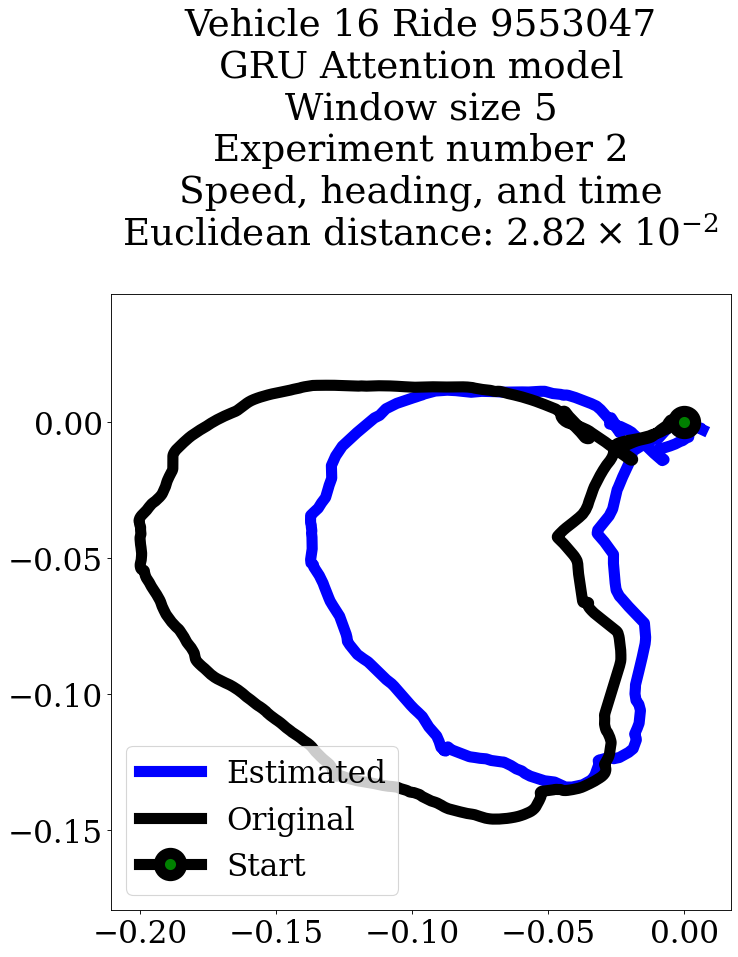 Vehicle 16 Ride 9553047
GRU Attention model
Window size 5
Experiment number 2
Speed, heading, and time
Euclidean distance: 2.82 × 10⁻²
0.00
−0.05
−0.10
−0.15
Estimated
Original
Start
−0.20 −0.15 −0.10 −0.05 0.00